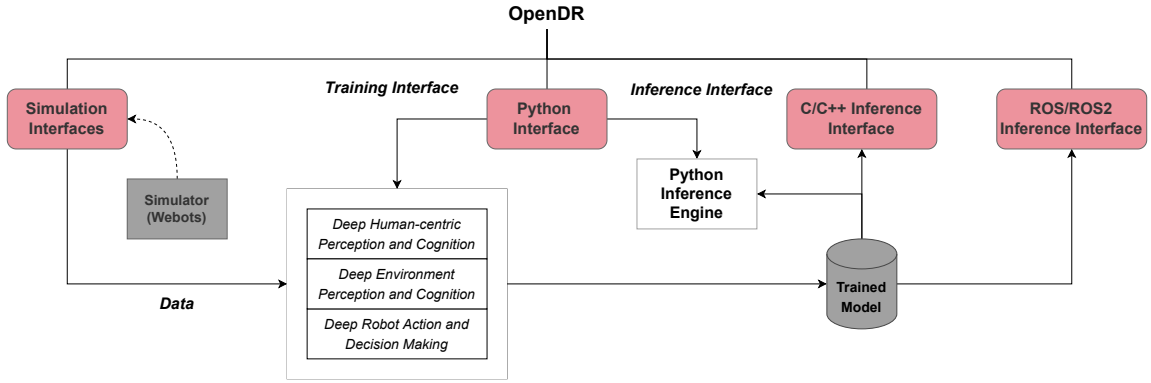 OpenDR
Training Interface
Inference Interface
Simulation
Interfaces
Python
Interface
C/C++ Inference
Interface
ROS/ROS2
Inference Interface
Simulator
(Webots)
Python
Inference
Engine
Deep Human-centric
Perception and Cognition
Deep Environment
Perception and Cognition
Deep Robot Action and
Decision Making
Data
Trained
Model